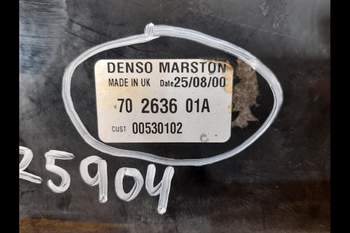 DENSO MARSTON
MADE IN UK Date 25/08/00
70 2636 01A
CUST 00530102
25904